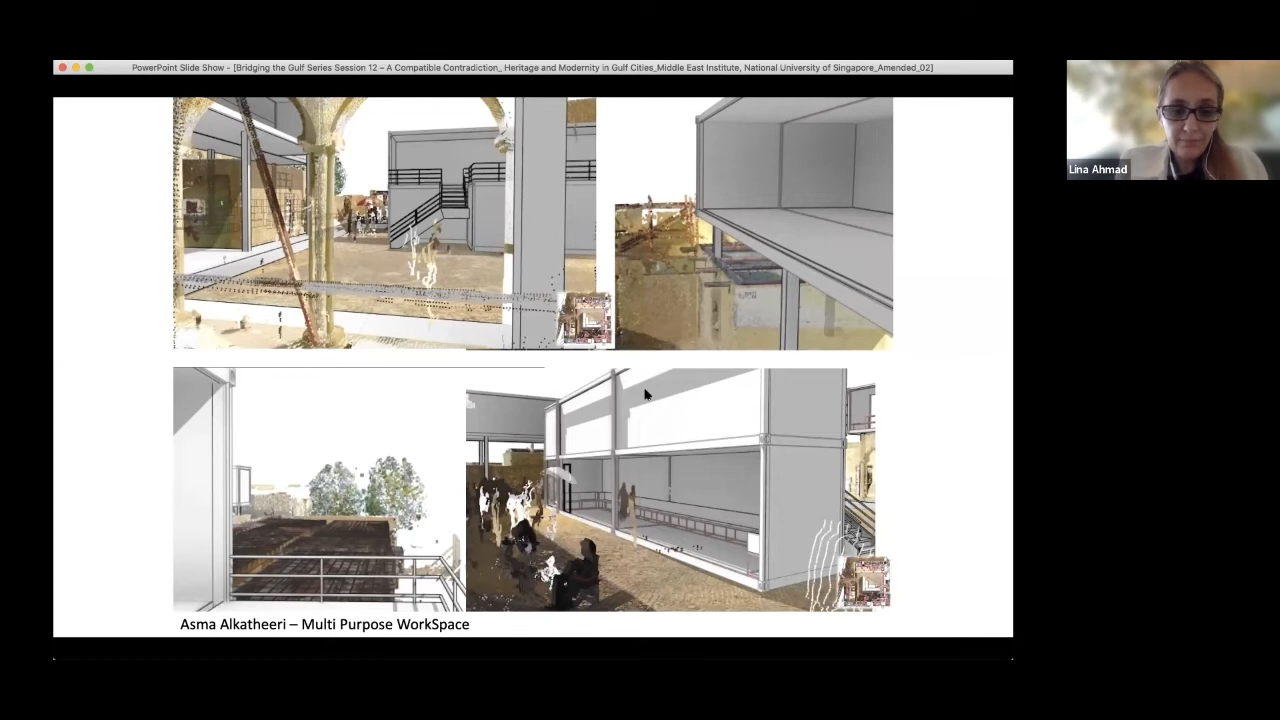 PowerPoint Slide Show - [Bridging the Gulf Series Session 12 – A Compatible Contradiction_ Heritage and Modernity in Gulf Cities_Middle East Institute, National University of Singapore_Amended_02]
Lina Ahmad
Asma Alkatheeri – Multi Purpose WorkSpace